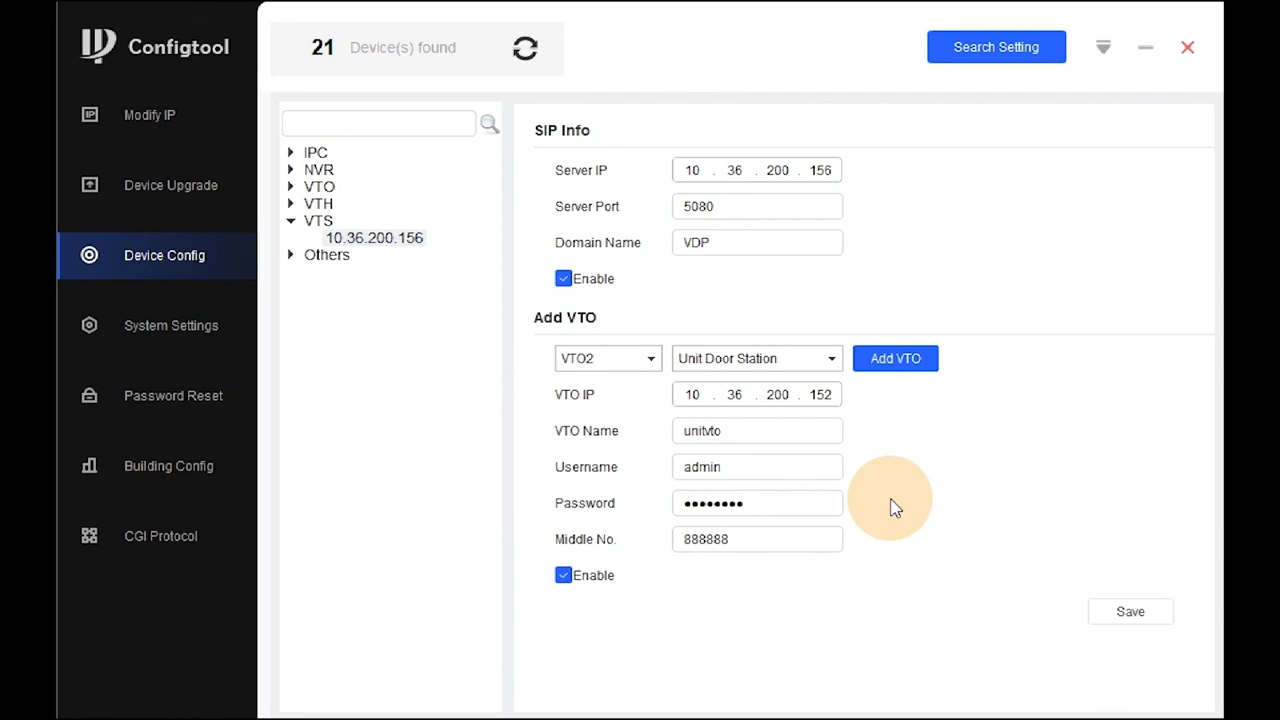 Configtool
21 Device(s) found
Search Setting
IP Modify IP
Device Upgrade
Device Config
System Settings
Password Reset
Building Config
CGI Protocol
IPC
NVR
VTO
VTH
VTS
10.36.200.156
Others
SIP Info
Server IP 10 . 36 . 200 . 156
Server Port 5080
Domain Name VDP
Enable
Add VTO
VTO2 Unit Door Station Add VTO
VTO IP 10 . 36 . 200 . 152
VTO Name unitvto
Username admin
Password ••••••••
Middle No. 888888
Enable
Save